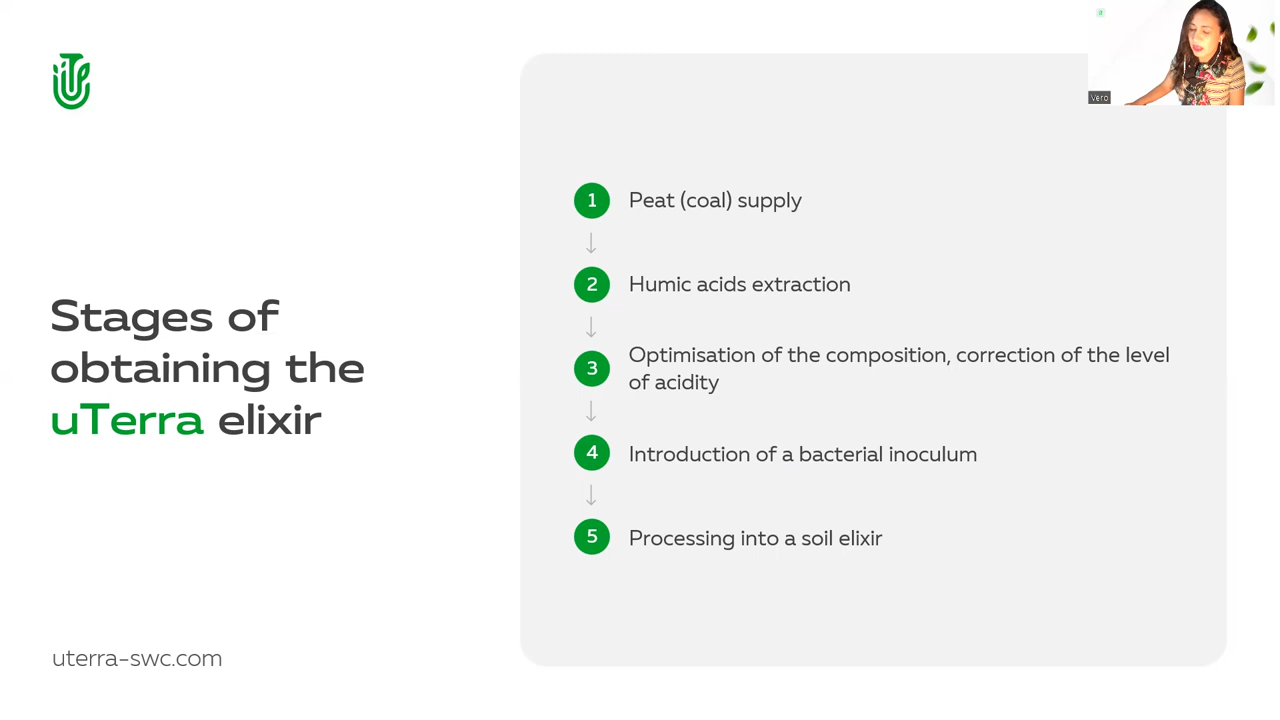 Stages of
obtaining the
uTerra elixir
uterra-swc.com
1 Peat (coal) supply
2 Humic acids extraction
3 Optimisation of the composition, correction of the level
of acidity
4 Introduction of a bacterial inoculum
5 Processing into a soil elixir
Vero